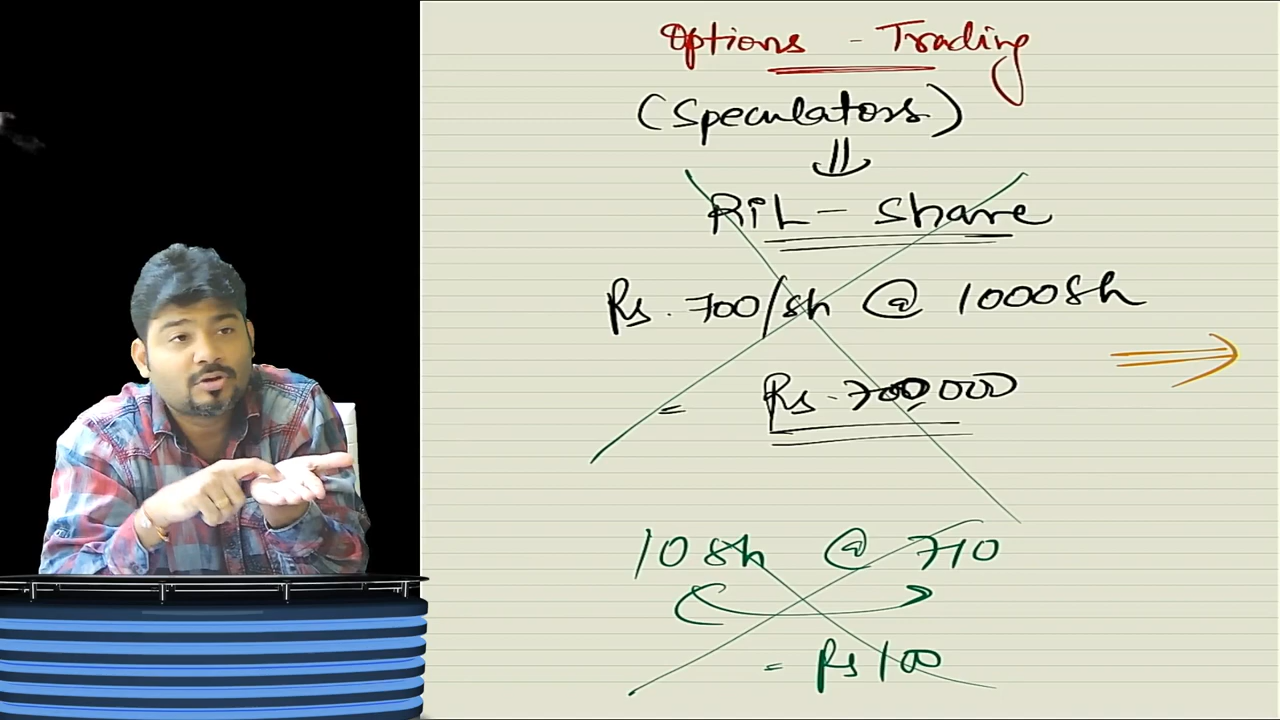 Options - Trading
(Speculators)
RIL - Share
Rs. 700/sh @ 1000sh
= Rs. 700,000
10 sh @ 710
= Rs 100